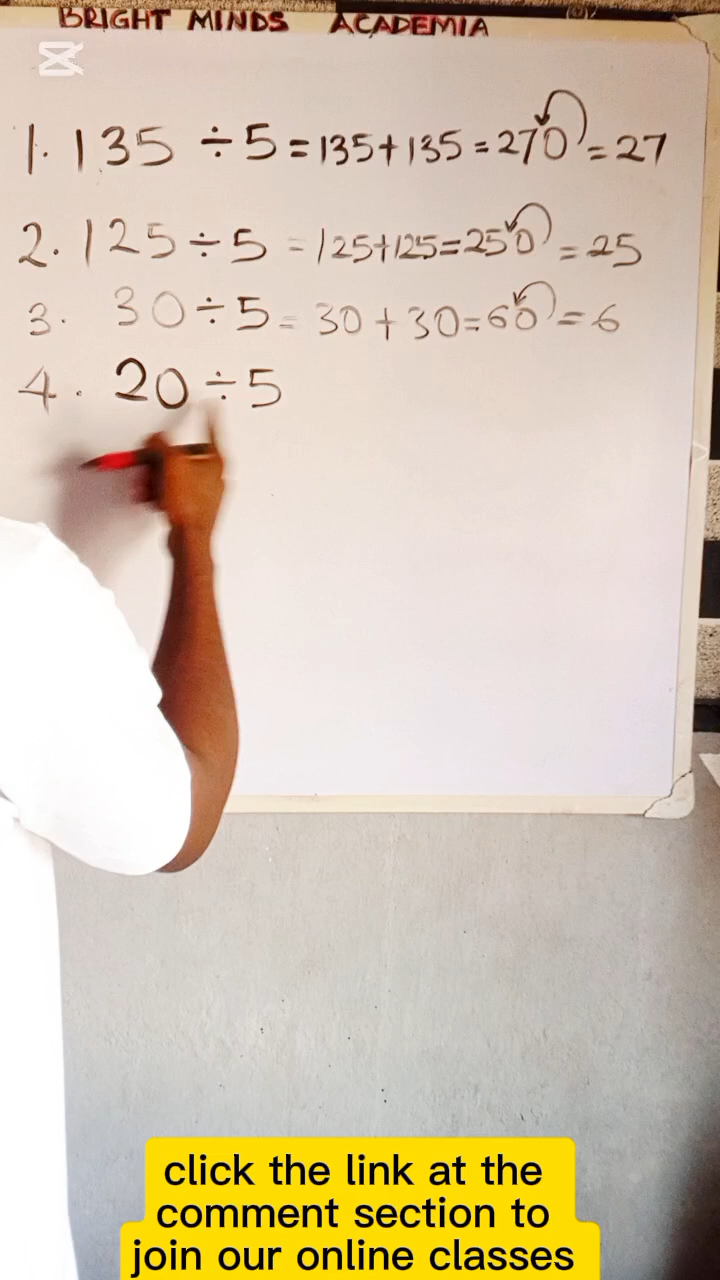 BRIGHT MINDS ACADEMIA
1. 135 ÷ 5 = 135 + 135 = 270 = 27
2. 125 ÷ 5 = 125 + 125 = 250 = 25
3. 30 ÷ 5 = 30 + 30 = 60 = 6
4. 20 ÷ 5
click the link at the
comment section to
join our online classes